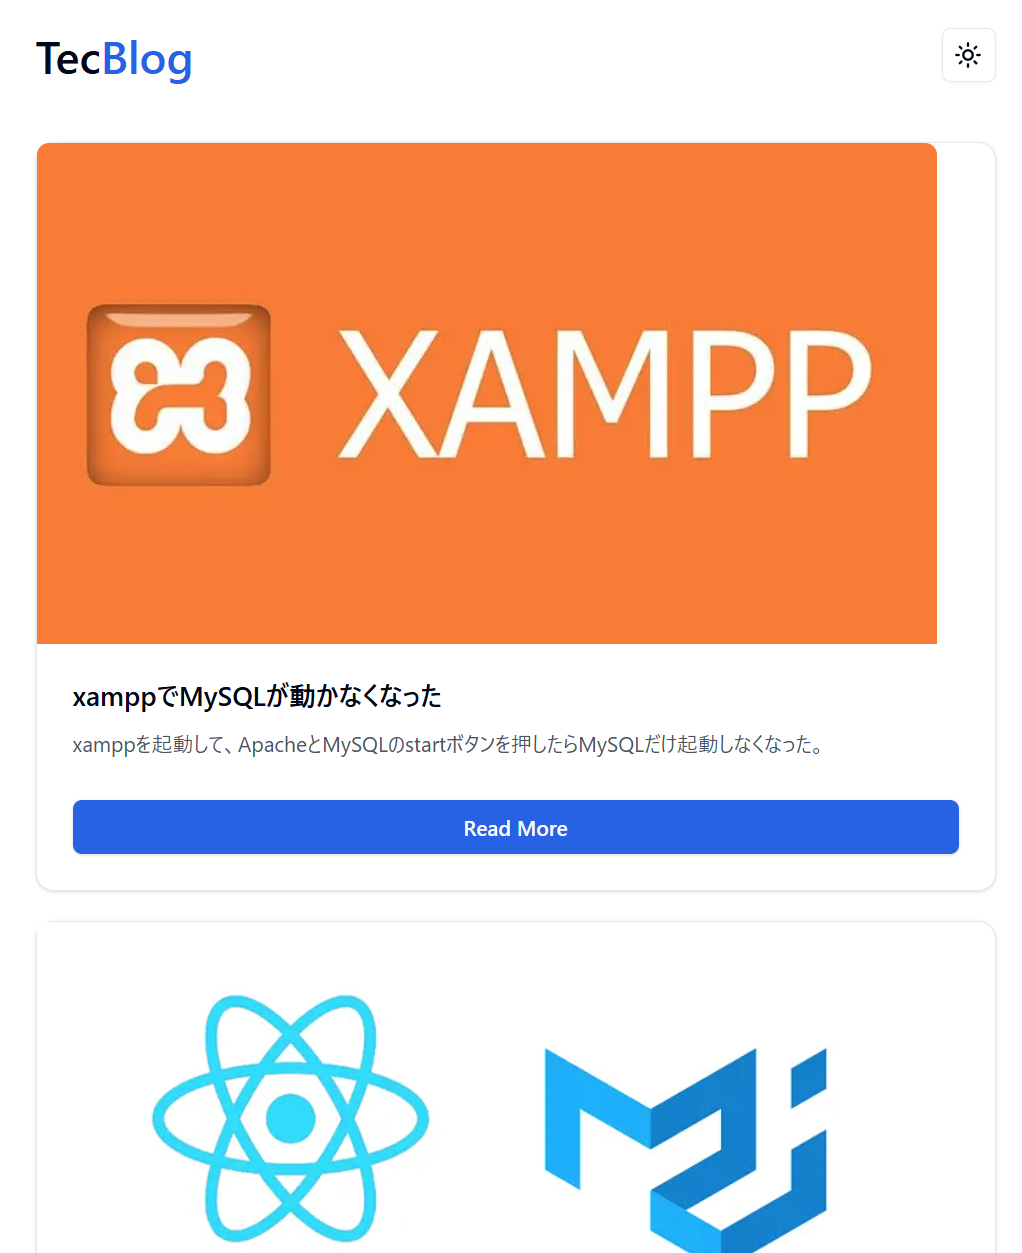 TecBlog
XAMPP
xamppでMySQLが動かなくなった
xamppを起動して、ApacheとMySQLのstartボタンを押したらMySQLだけ起動しなくなった。
Read More